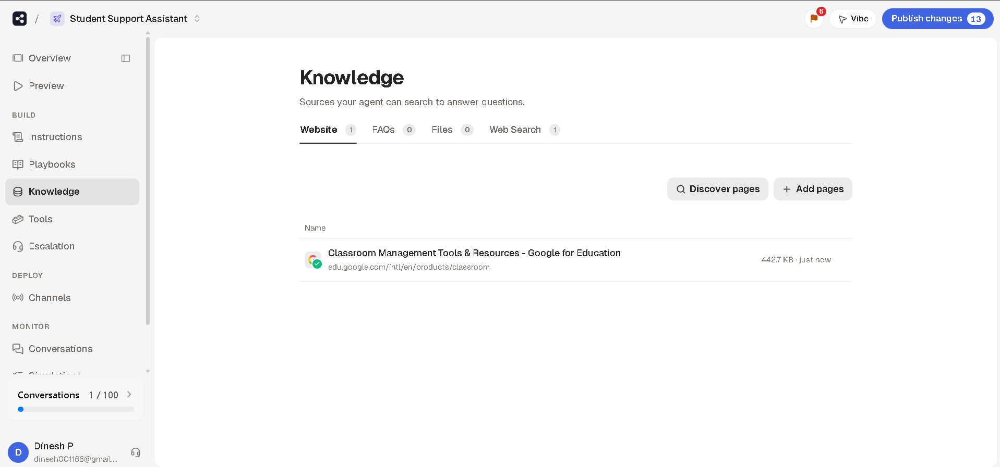 / Student Support Assistant
6
Vibe
Publish changes 13
Overview
Preview
BUILD
Instructions
Playbooks
Knowledge
Tools
Escalation
DEPLOY
Channels
MONITOR
Conversations
Simulations
Conversations 1 / 100
D
Dinesh P
dinesh001166@gmail....
Knowledge
Sources your agent can search to answer questions.
Website 1 FAQs 0 Files 0 Web Search 1
Discover pages
Add pages
Name
Classroom Management Tools & Resources - Google for Education
edu.google.com/intl/en/products/classroom
442.7 KB · just now